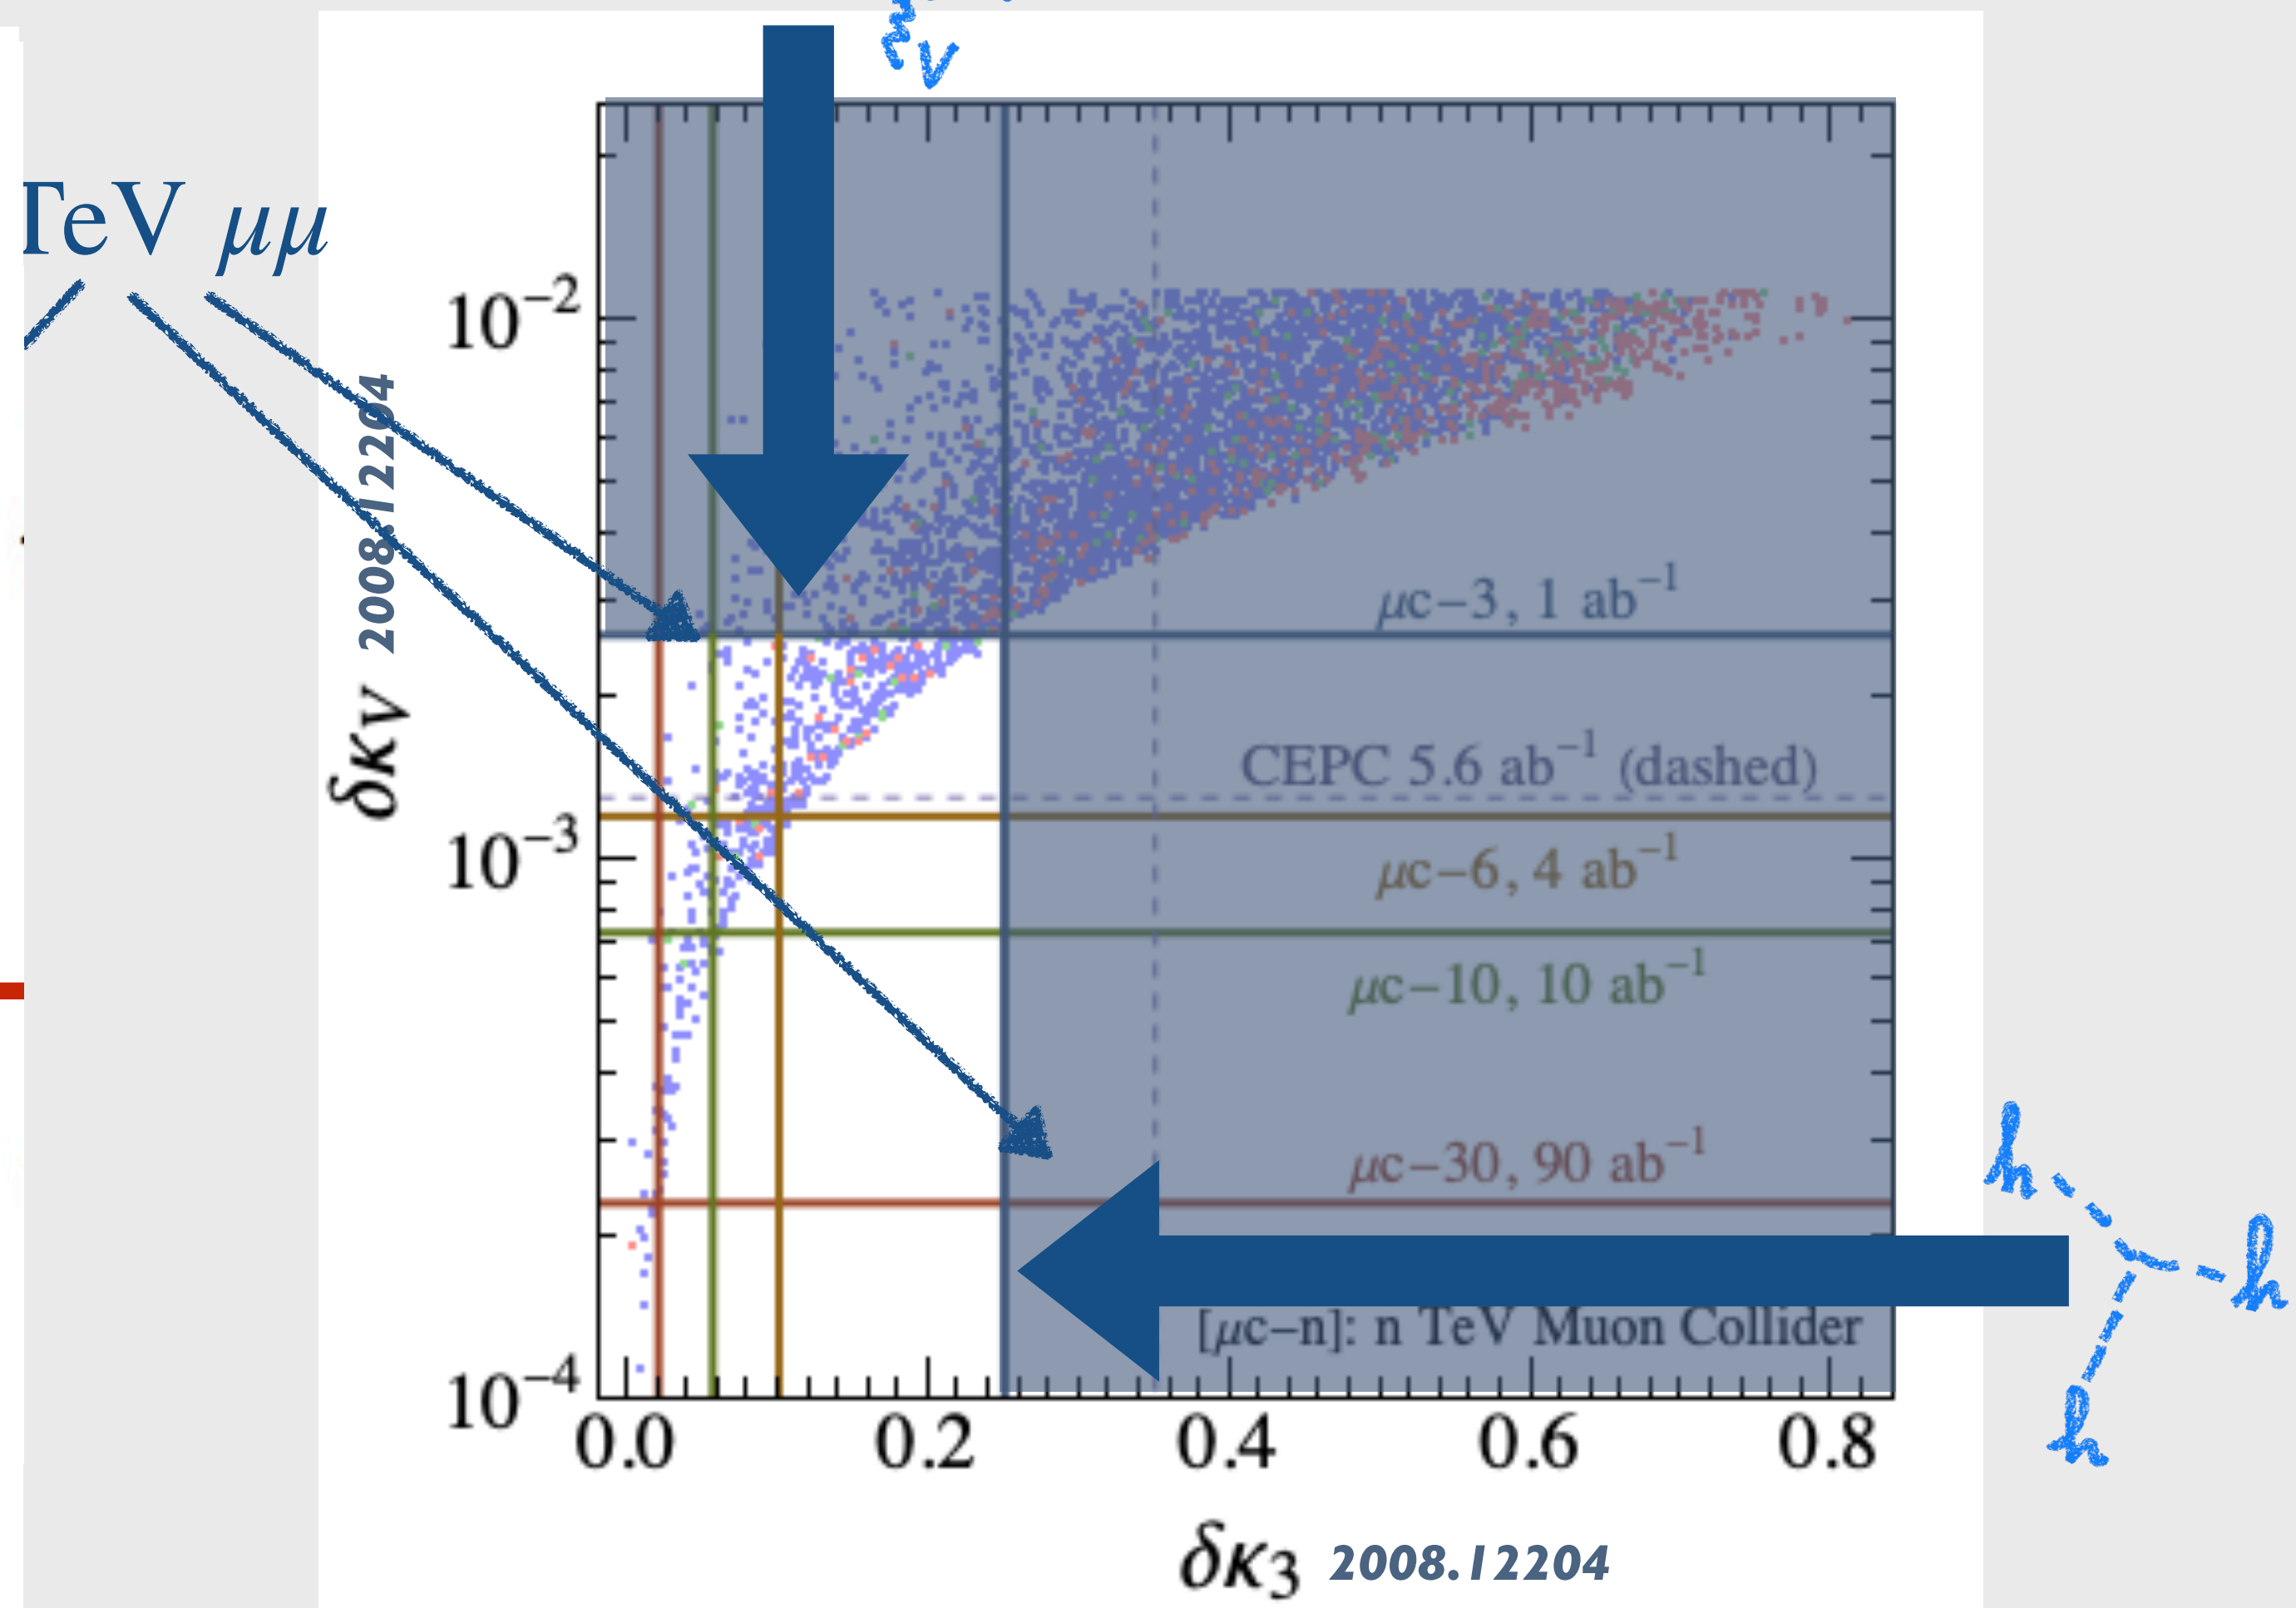 V
TeV μμ
10⁻²
2008.12204
μc−3, 1 ab⁻¹
δκV
CEPC 5.6 ab⁻¹ (dashed)
10⁻³
μc−6, 4 ab⁻¹
μc−10, 10 ab⁻¹
μc−30, 90 ab⁻¹
h
h
h
[μc−n]: n TeV Muon Collider
10⁻⁴
0.0 0.2 0.4 0.6 0.8
δκ₃ 2008.12204